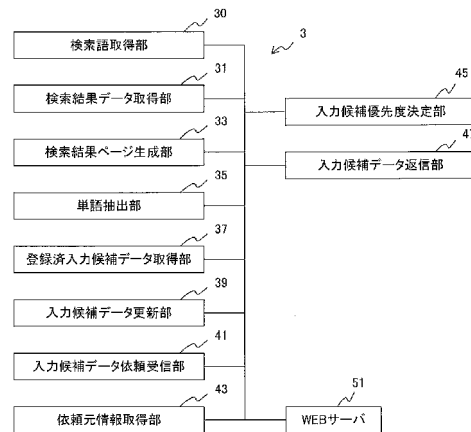 30
検索語取得部
3
31
検索結果データ取得部
33
検索結果ページ生成部
35
単語抽出部
37
登録済入力候補データ取得部
39
入力候補データ更新部
41
入力候補データ依頼受信部
43
依頼元情報取得部
45
入力候補優先度決定部
47
入力候補データ返信部
51
WEBサーバ